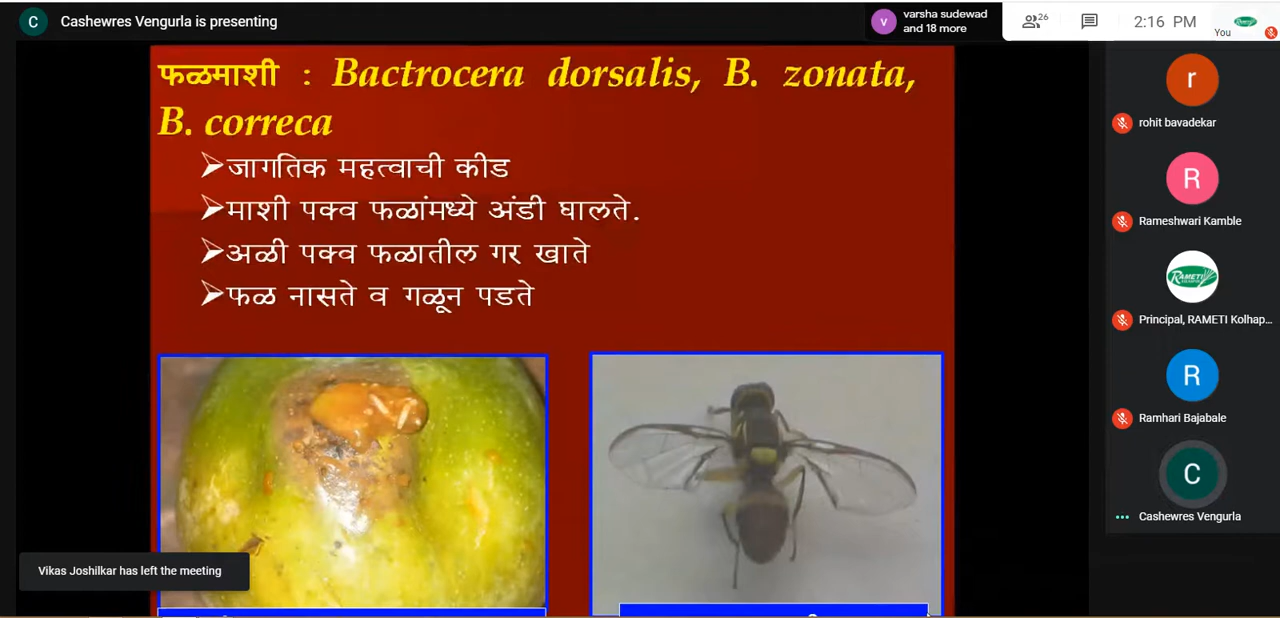 C Cashewres Vengurla is presenting
v varsha sudewad
and 18 more
26
2:16 PM
You
फळमाशी : Bactrocera dorsalis, B. zonata,
B. correca
➢जागतिक महत्वाची कीड
➢माशी पक्व फळांमध्ये अंडी घालते.
➢अळी पक्व फळातील गर खाते
➢फळ नासते व गळून पडते
r
rohit bavadekar
R
Rameshwari Kamble
RAMETI
Principal, RAMETI Kolhap...
R
Ramhari Bajabale
C
Cashewres Vengurla
Vikas Joshilkar has left the meeting